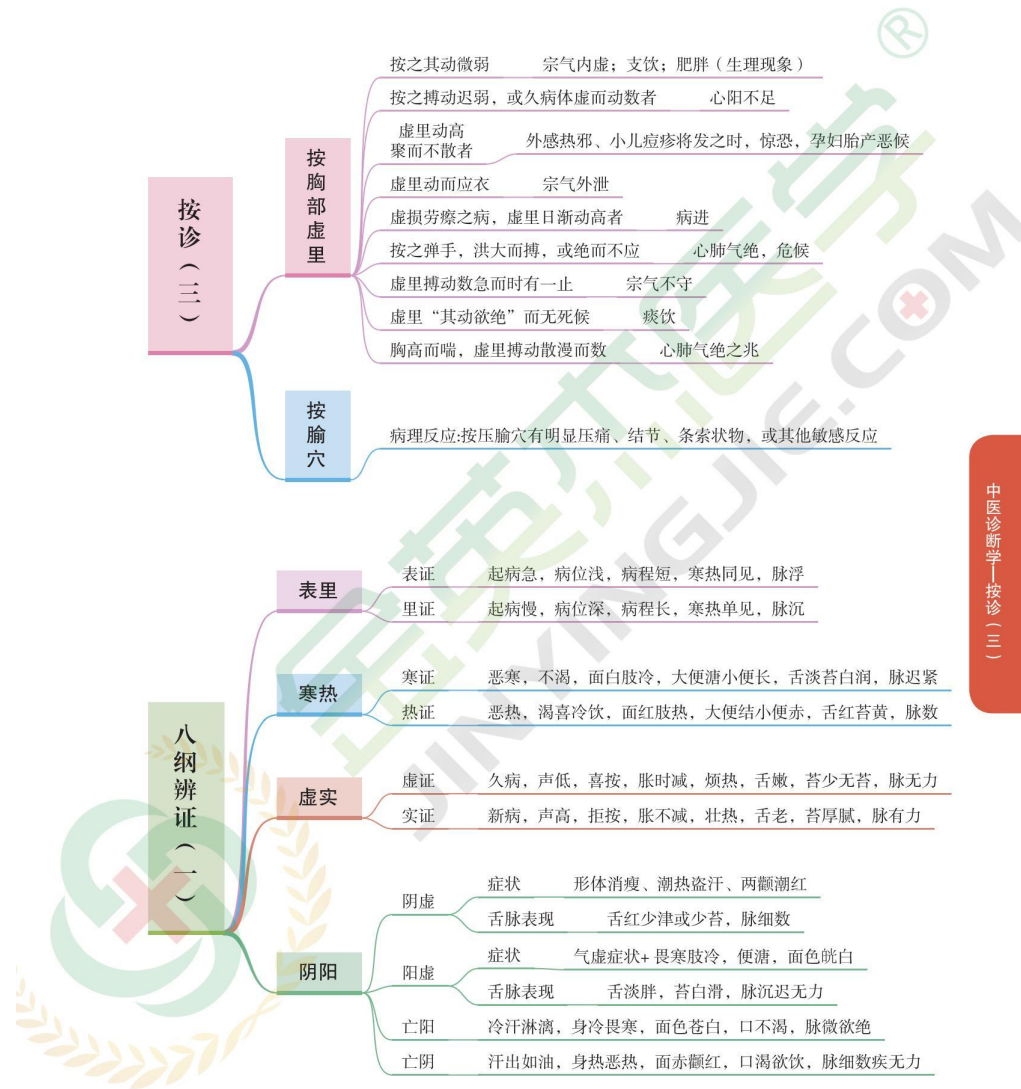 ®
按诊（三）
按胸部虚里
按之其动微弱 宗气内虚；支饮；肥胖（生理现象）
按之搏动迟弱，或久病体虚而动数者 心阳不足
虚里动高
聚而不散者 外感热邪、小儿痘疹将发之时，惊恐，孕妇胎产恶候
虚里动而应衣 宗气外泄
虚损劳瘵之病，虚里日渐动高者 病进
按之弹手，洪大而搏，或绝而不应 心肺气绝，危候
虚里搏动数急而时有一止 宗气不守
虚里“其动欲绝”而无死候 痰饮
胸高而喘，虚里搏动散漫而数 心肺气绝之兆
按腧穴
病理反应:按压腧穴有明显压痛、结节、条索状物，或其他敏感反应
八纲辨证（一）
表里
表证 起病急，病位浅，病程短，寒热同见，脉浮
里证 起病慢，病位深，病程长，寒热单见，脉沉
寒热
寒证 恶寒，不渴，面白肢冷，大便溏小便长，舌淡苔白润，脉迟紧
热证 恶热，渴喜冷饮，面红肢热，大便结小便赤，舌红苔黄，脉数
虚实
虚证 久病，声低，喜按，胀时减，烦热，舌嫩，苔少无苔，脉无力
实证 新病，声高，拒按，胀不减，壮热，舌老，苔厚腻，脉有力
阴阳
阴虚
症状 形体消瘦、潮热盗汗、两颧潮红
舌脉表现 舌红少津或少苔，脉细数
阳虚
症状 气虚症状+畏寒肢冷，便溏，面色㿠白
舌脉表现 舌淡胖，苔白滑，脉沉迟无力
亡阳 冷汗淋漓，身冷畏寒，面色苍白，口不渴，脉微欲绝
亡阴 汗出如油，身热恶热，面赤颧红，口渴欲饮，脉细数疾无力
中医诊断学—按诊（三）
金英杰医学
JINYINGJIE.COM